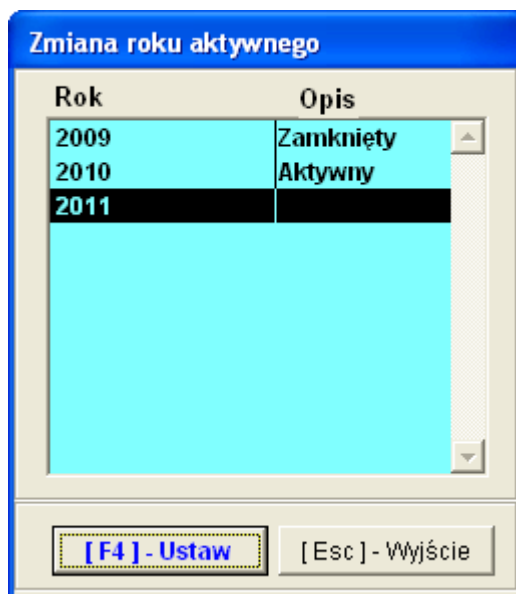 Zmiana roku aktywnego
Rok Opis
2009 Zamknięty
2010 Aktywny
2011
[ F4 ] - Ustaw [ Esc ] - Wyjście